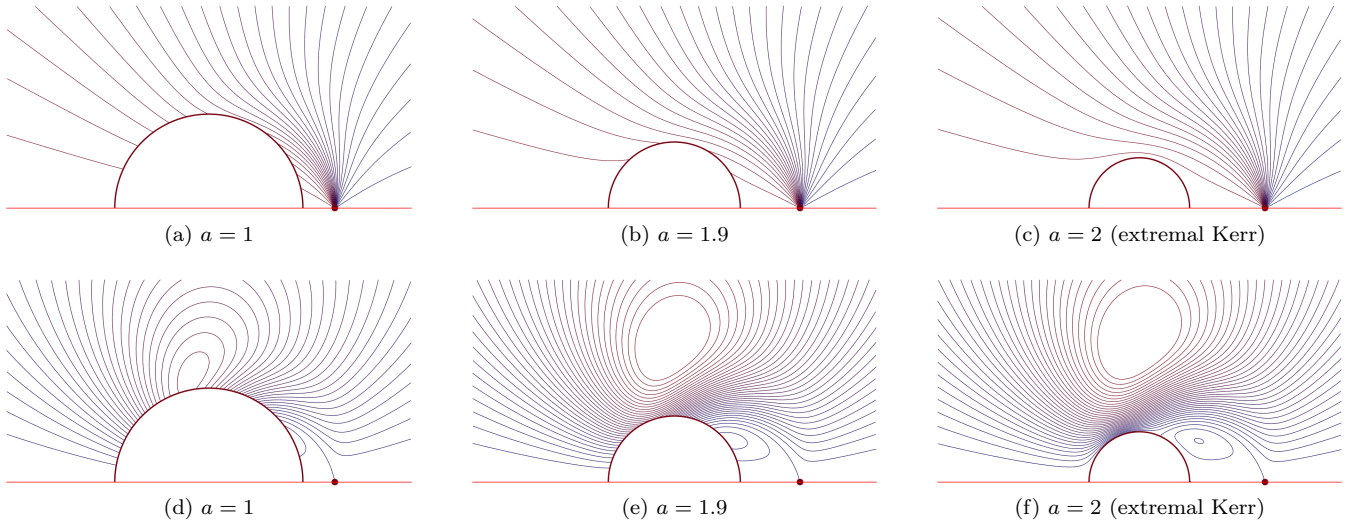 (a) a = 1
(b) a = 1.9
(c) a = 2 (extremal Kerr)
(d) a = 1
(e) a = 1.9
(f) a = 2 (extremal Kerr)